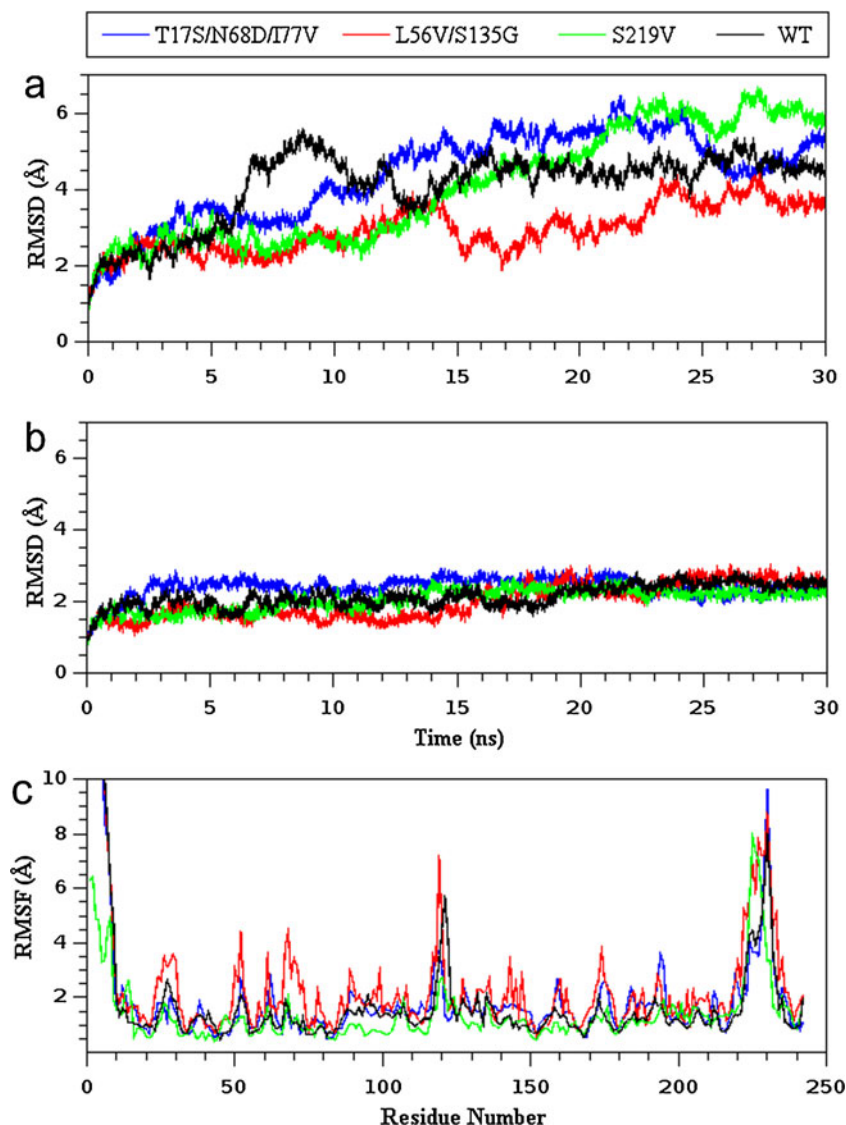 T17S/N68D/I77V L56V/S135G S219V WT
a
RMSD (Å)
6
4
2
0
0 5 10 15 20 25 30
b
RMSD (Å)
6
4
2
0
0 5 10 15 20 25 30
Time (ns)
c
RMSF (Å)
10
8
6
4
2
0 50 100 150 200 250
Residue Number